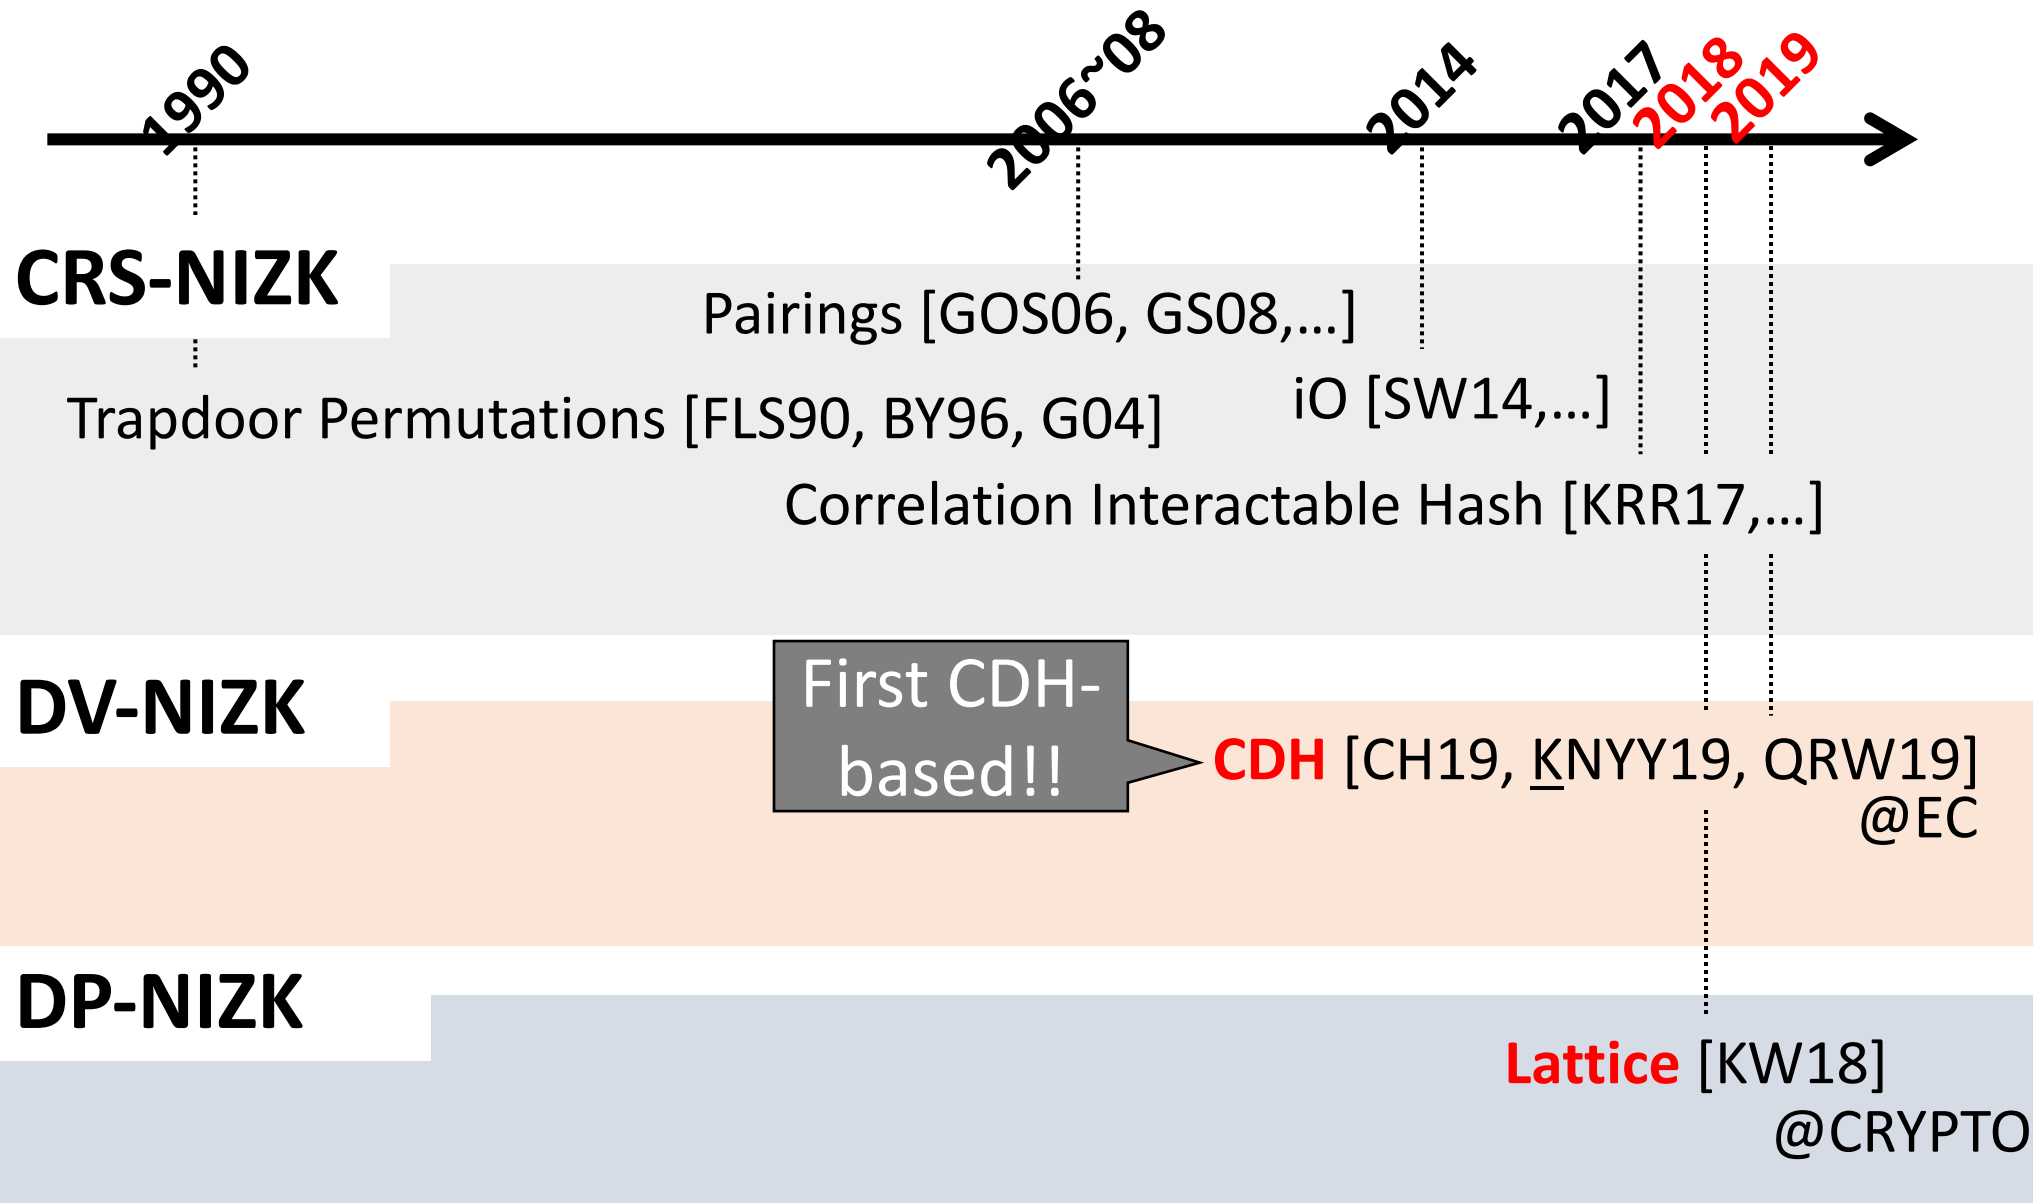 1990
2006~08
2014
2017
2018
2019
CRS-NIZK
Pairings [GOS06, GS08,...]
iO [SW14,...]
Trapdoor Permutations [FLS90, BY96, G04]
Correlation Interactable Hash [KRR17,...]
DV-NIZK
First CDH-
based!!
CDH [CH19, KNYY19, QRW19]
@EC
DP-NIZK
Lattice [KW18]
@CRYPTO